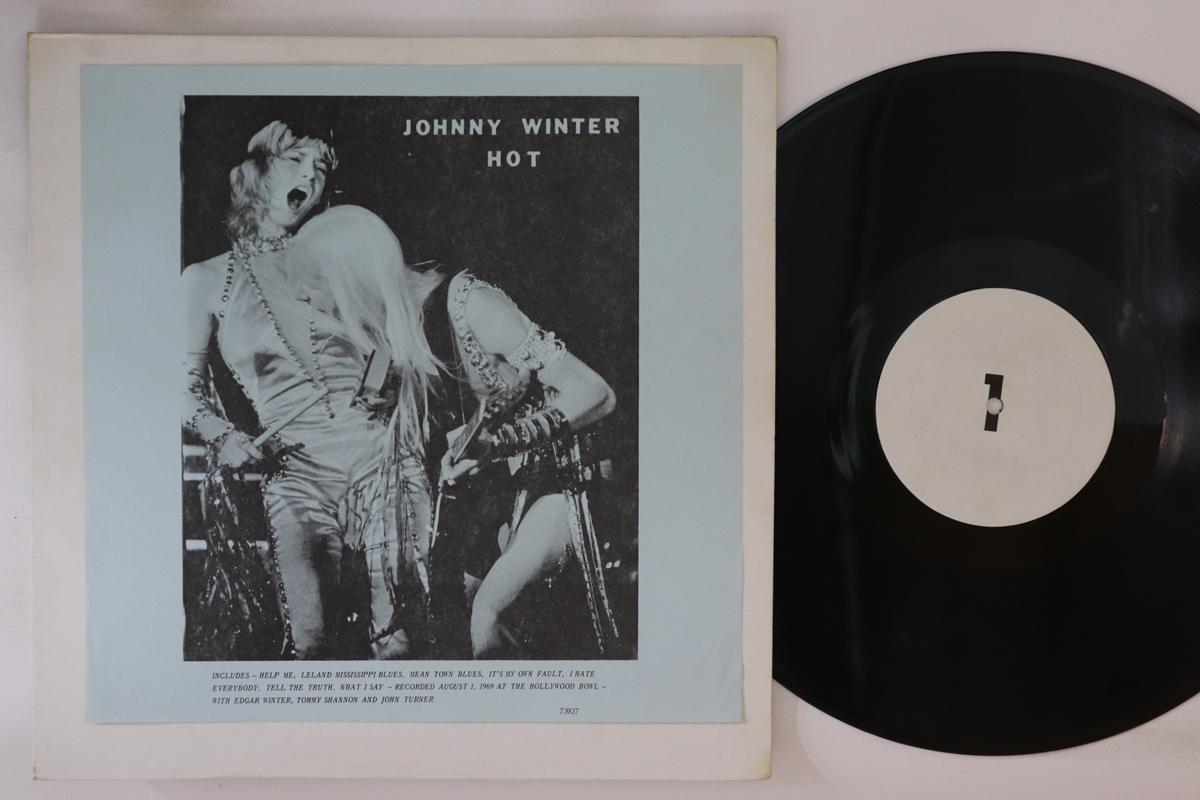 JOHNNY WINTER
HOT
INCLUDES – HELP ME, LELAND MISSISSIPPI BLUES, MEAN TOWN BLUES, IT'S MY OWN FAULT, I HATE
EVERYBODY, TELL THE TRUTH, WHAT I SAY – RECORDED AUGUST 1, 1969 AT THE HOLLYWOOD BOWL –
WITH EDGAR WINTER, TOMMY SHANNON AND JOHN TURNER
73027
1